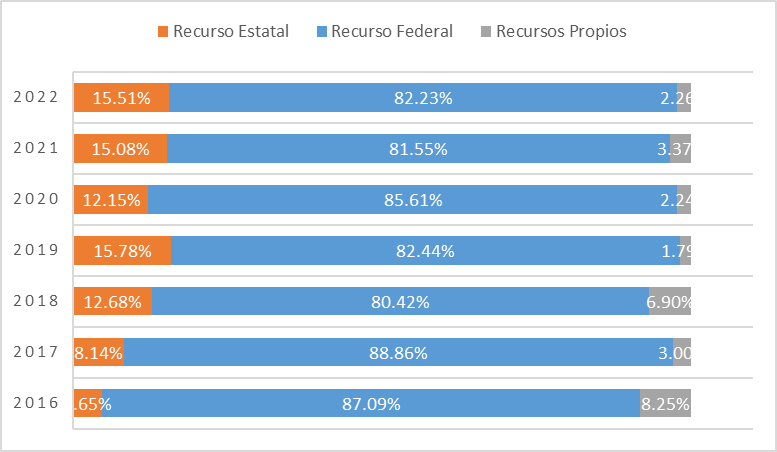 Recurso Estatal Recurso Federal Recursos Propios
2022 15.51% 82.23% 2.26
2021 15.08% 81.55% 3.37
2020 12.15% 85.61% 2.24
2019 15.78% 82.44% 1.79
2018 12.68% 80.42% 6.90%
2017 8.14% 88.86% 3.00
2016 .65% 87.09% 8.25%